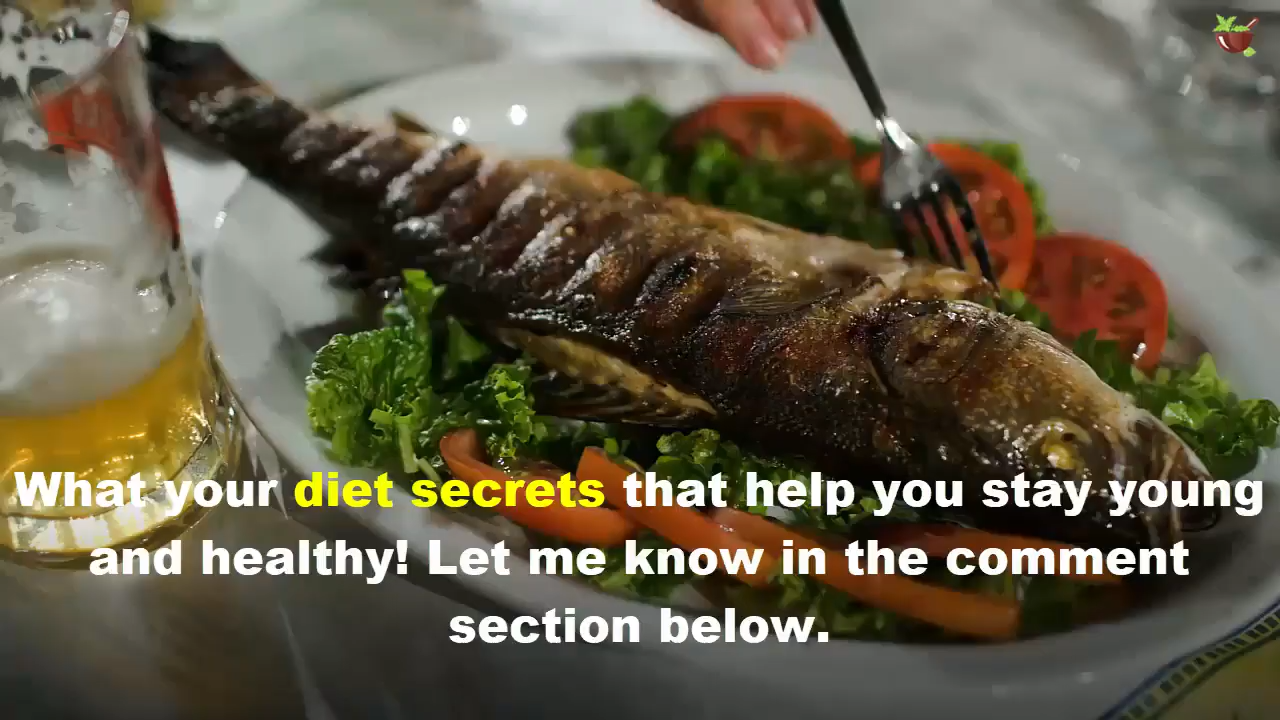 What your diet secrets that help you stay young
and healthy! Let me know in the comment
section below.